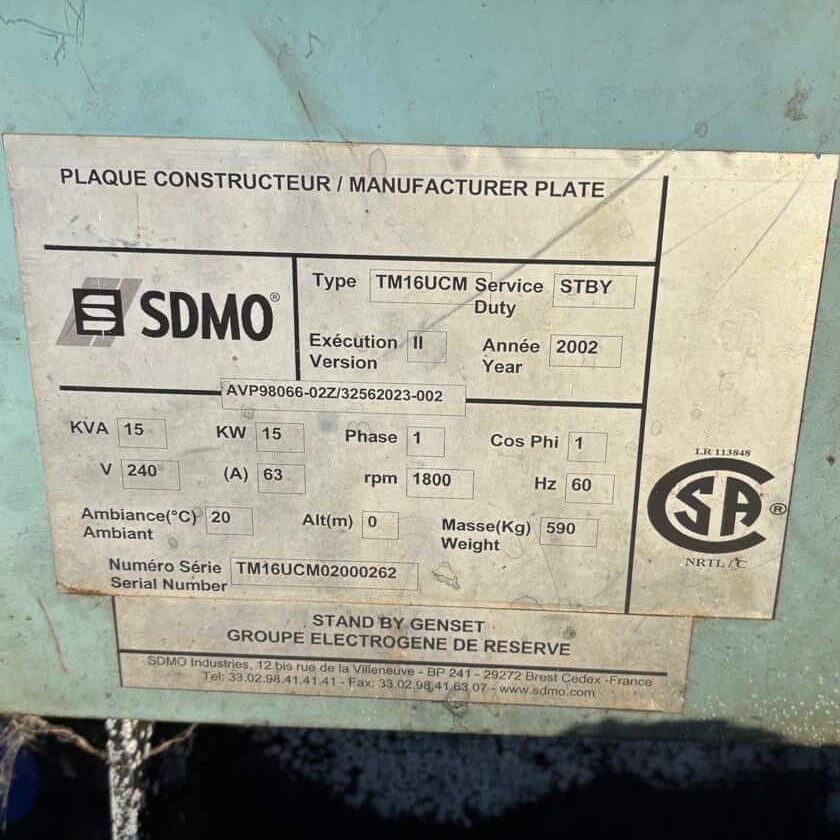 PLAQUE CONSTRUCTEUR / MANUFACTURER PLATE
SDMO®
Type TM16UCM Service STBY
Duty
Exécution II Année 2002
Version Year
AVP98066-02Z/32562023-002
KVA 15 KW 15 Phase 1 Cos Phi 1
V 240 (A) 63 rpm 1800 Hz 60
Ambiance(°C) 20 Alt(m) 0 Masse(Kg) 590
Ambiant Weight
Numéro Série TM16UCM02000262
Serial Number
LR 113848
CSA ®
NRTL / C
STAND BY GENSET
GROUPE ELECTROGENE DE RESERVE
SDMO Industries, 12 bis rue de la Villeneuve - BP 241 - 29272 Brest Cedex -France
Tel: 33.02.98.41.41.41 - Fax: 33.02.98.41.63.07 - www.sdmo.com